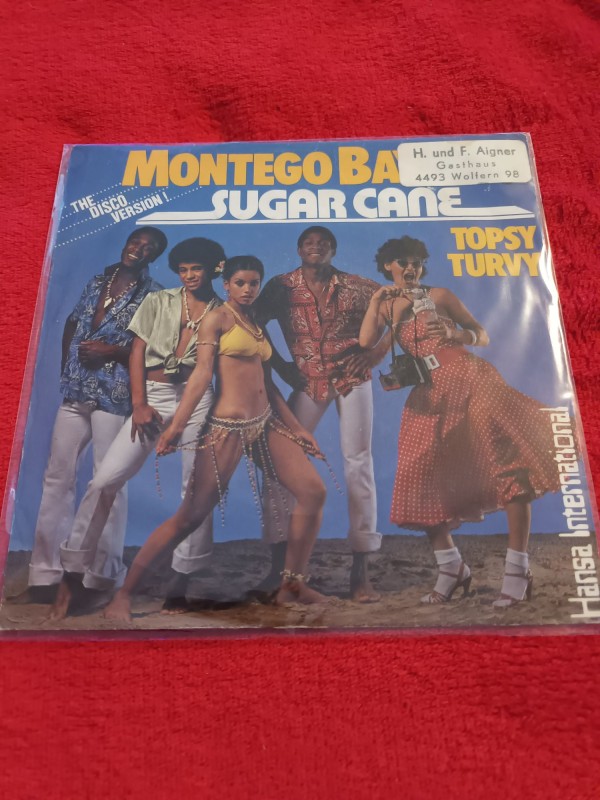 MONTEGO BA
H. und F. Aigner
Gasthaus
4493 Wolfern 98
...THE DISCO VERSION!
SUGAR CANE
TOPSY
TURVY
Hansa International